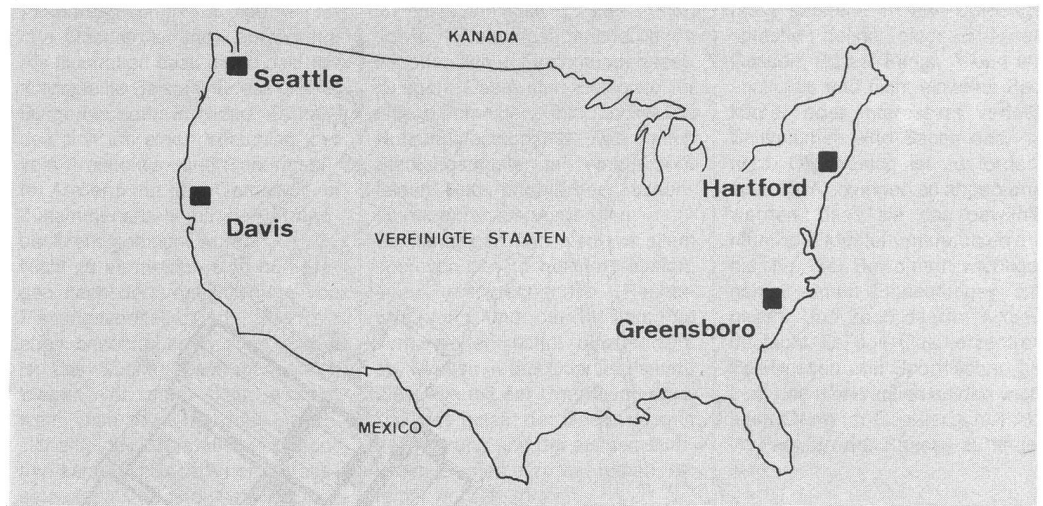 KANADA
Seattle
Hartford
Davis
VEREINIGTE STAATEN
Greensboro
MEXICO